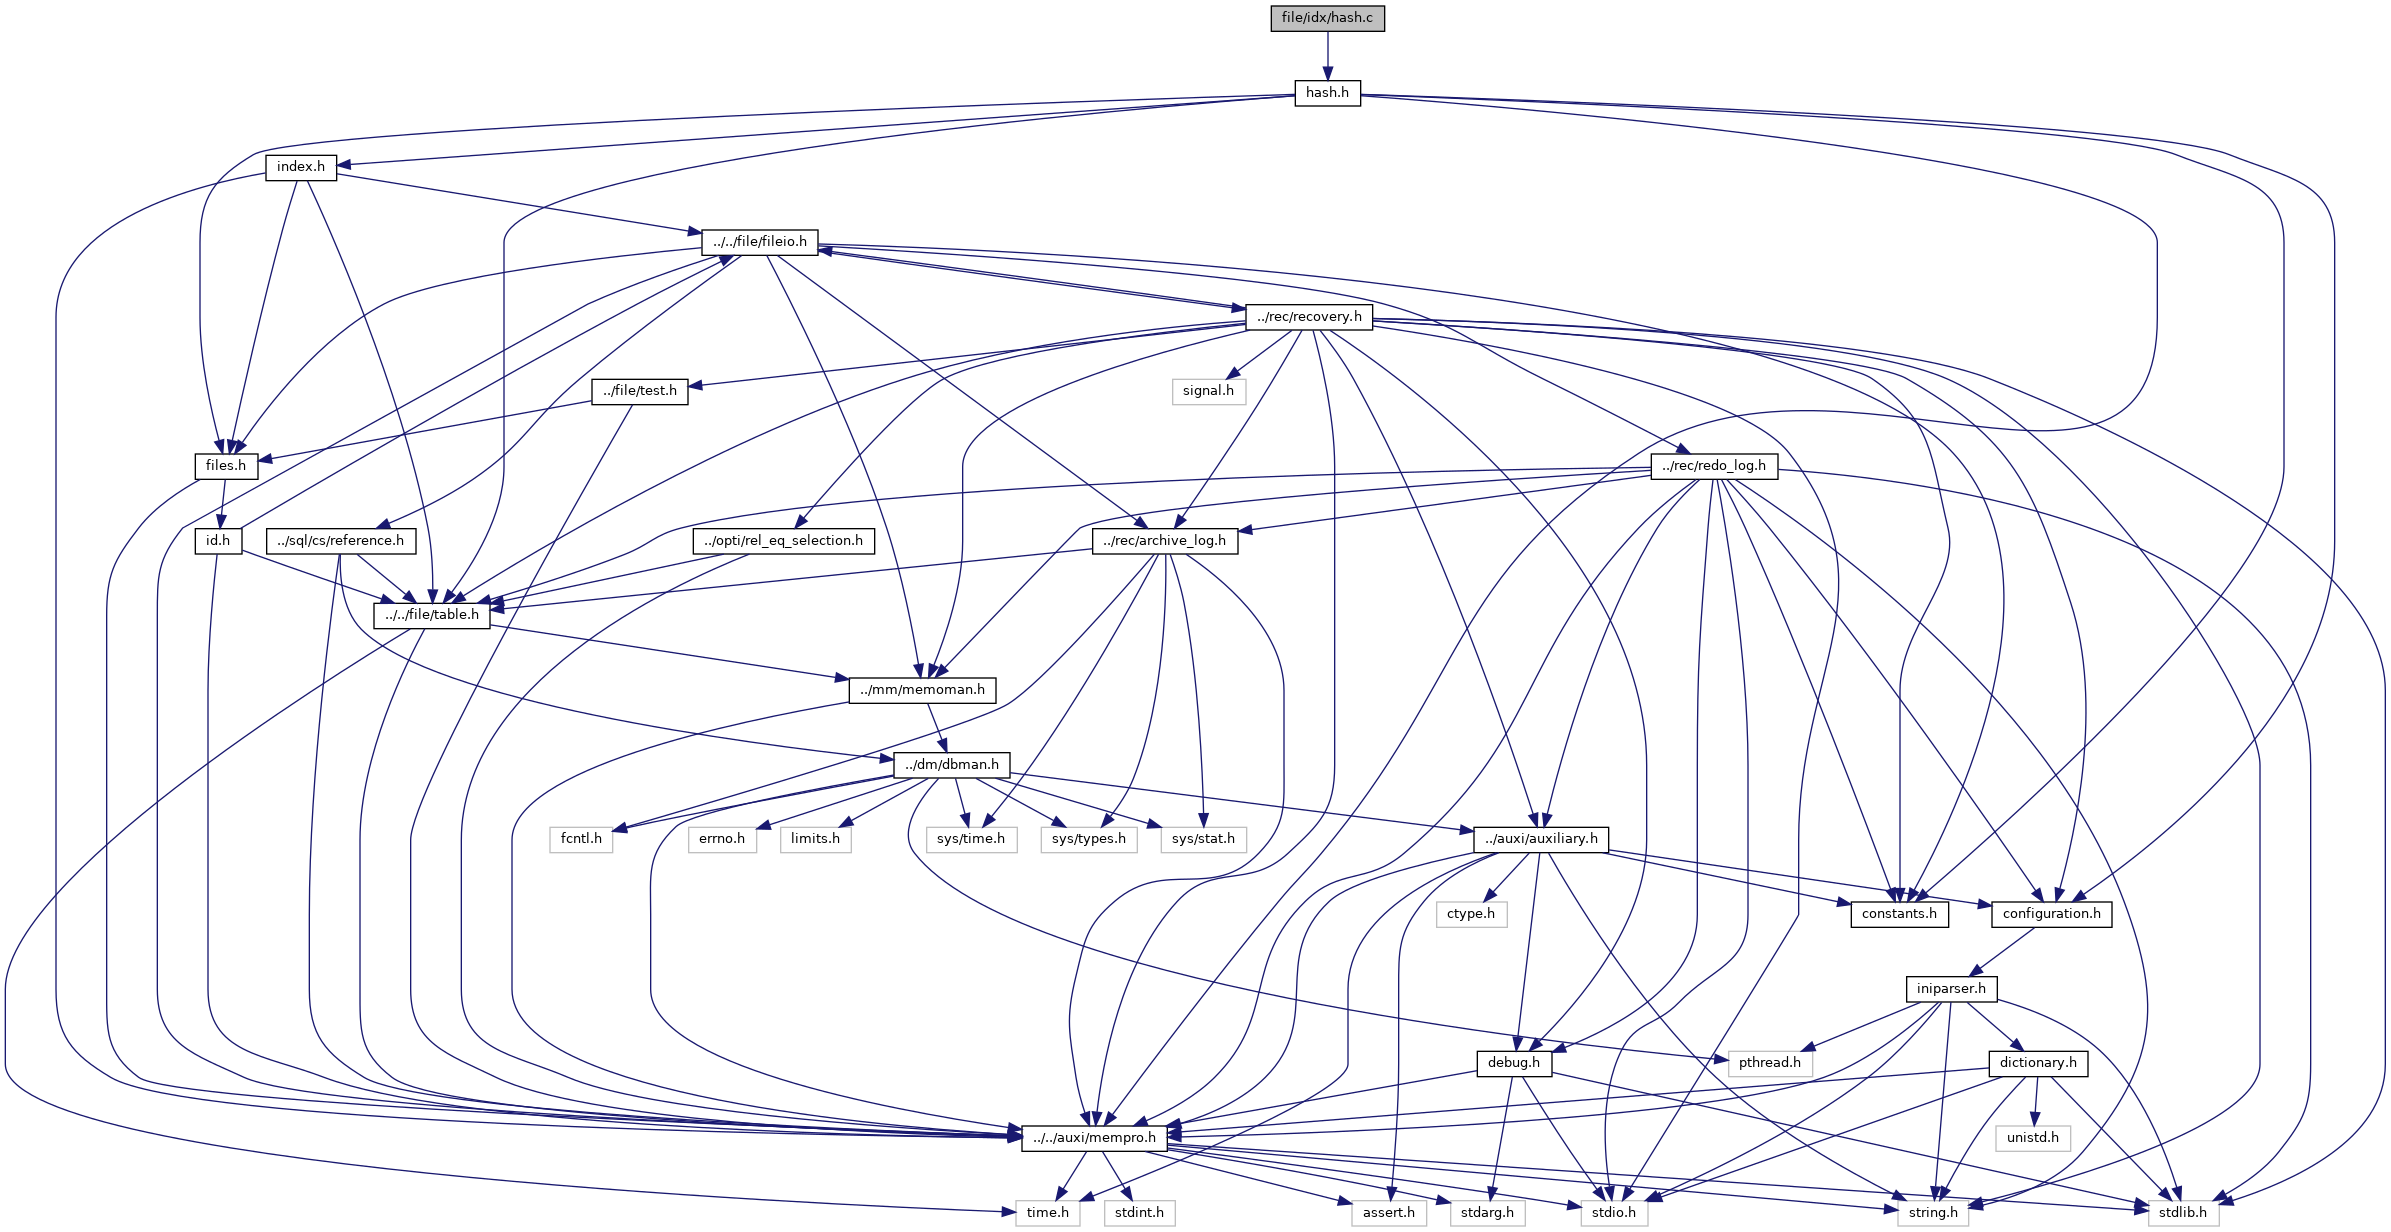 file/idx/hash.c
hash.h
index.h
../../file/fileio.h
../rec/recovery.h
../file/test.h
signal.h
files.h
../rec/redo_log.h
id.h
../sql/cs/reference.h
../opti/rel_eq_selection.h
../rec/archive_log.h
../../file/table.h
../mm/memoman.h
../dm/dbman.h
fcntl.h
errno.h
limits.h
sys/time.h
sys/types.h
sys/stat.h
../auxi/auxiliary.h
ctype.h
constants.h
configuration.h
iniparser.h
debug.h
pthread.h
dictionary.h
../../auxi/mempro.h
unistd.h
time.h
stdint.h
assert.h
stdarg.h
stdio.h
string.h
stdlib.h